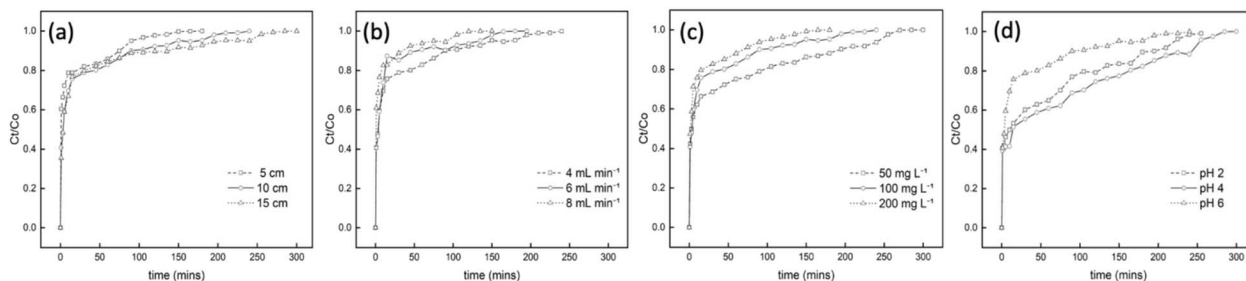 (a)
1.0
0.8
0.6
0.4
0.2
0.0
Ct/Co
5 cm
10 cm
15 cm
0 50 100 150 200 250 300
time (mins)
(b)
1.0
0.8
0.6
0.4
0.2
0.0
Ct/Co
4 mL min⁻¹
6 mL min⁻¹
8 mL min⁻¹
0 50 100 150 200 250 300
time (mins)
(c)
1.0
0.8
0.6
0.4
0.2
0.0
Ct/Co
50 mg L⁻¹
100 mg L⁻¹
200 mg L⁻¹
0 50 100 150 200 250 300
time (mins)
(d)
1.0
0.8
0.6
0.4
0.2
0.0
Ct/Co
pH 2
pH 4
pH 6
0 50 100 150 200 250 300
time (mins)